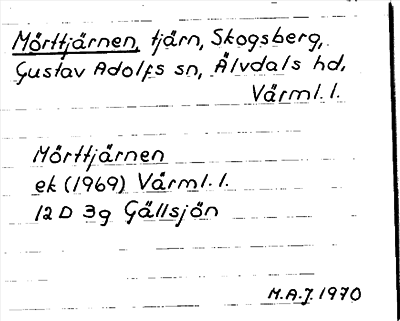 Mörttjärnen, tjärn, Skogsberg,
Gustav Adolfs sn, Älvdals hd,
Värml. l.
Mörttjärnen
ek (1969) Värml. l.
12 D 3g Gällsjön
M.A.J. 1970